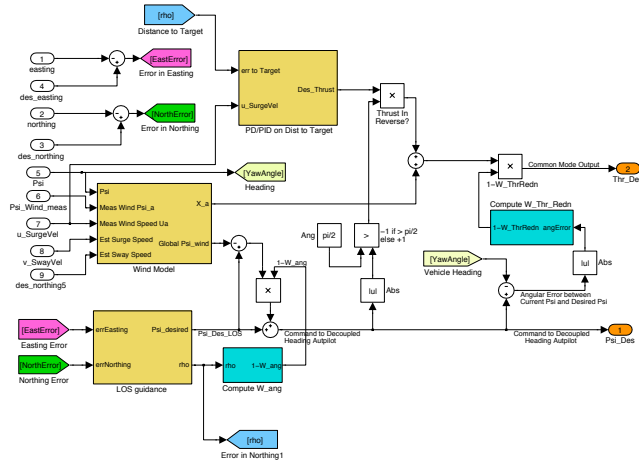 [rho]
Distance to Target
1
easting
4
des_easting
[EastError]
Error in Easting
2
northing
3
des_northing
[NorthError]
Error in Northing
err to Target
Des_Thrust
u_SurgeVel
PD/PID on Dist to Target
×
Thrust In
Reverse?
5
Psi
[YawAngle]
Heading
6
Psi_Wind_meas
7
u_SurgeVel
8
v_SwayVel
9
des_northing5
Psi
Meas Wind Psi_a
X_a
Meas Wind Speed Ua
Est Surge Speed
Global Psi_wind
Est Sway Speed
Wind Model
×
1-W_ThrRedn
Common Mode Output
2
Thr_De
Compute W_Thr_Redn
1-W_ThrRedn
angError
Ang
pi/2
>
-1 if > pi/2
else +1
|u|
Abs
|u|
Abs
[YawAngle]
Vehicle Heading
Angular Error between
Current Psi and Desired Psi
1-W_ang
×
[EastError]
Easting Error
[NorthError]
Northing Error
errEasting
Psi_desired
errNorthing
rho
LOS guidance
Psi_Des_LOS
Command to Decoupled
Heading Autpilot
Command to Decoupled
Heading Autpilot
1
Psi_Des
rho
1-W_ang
Compute W_ang
[rho]
Error in Northing1